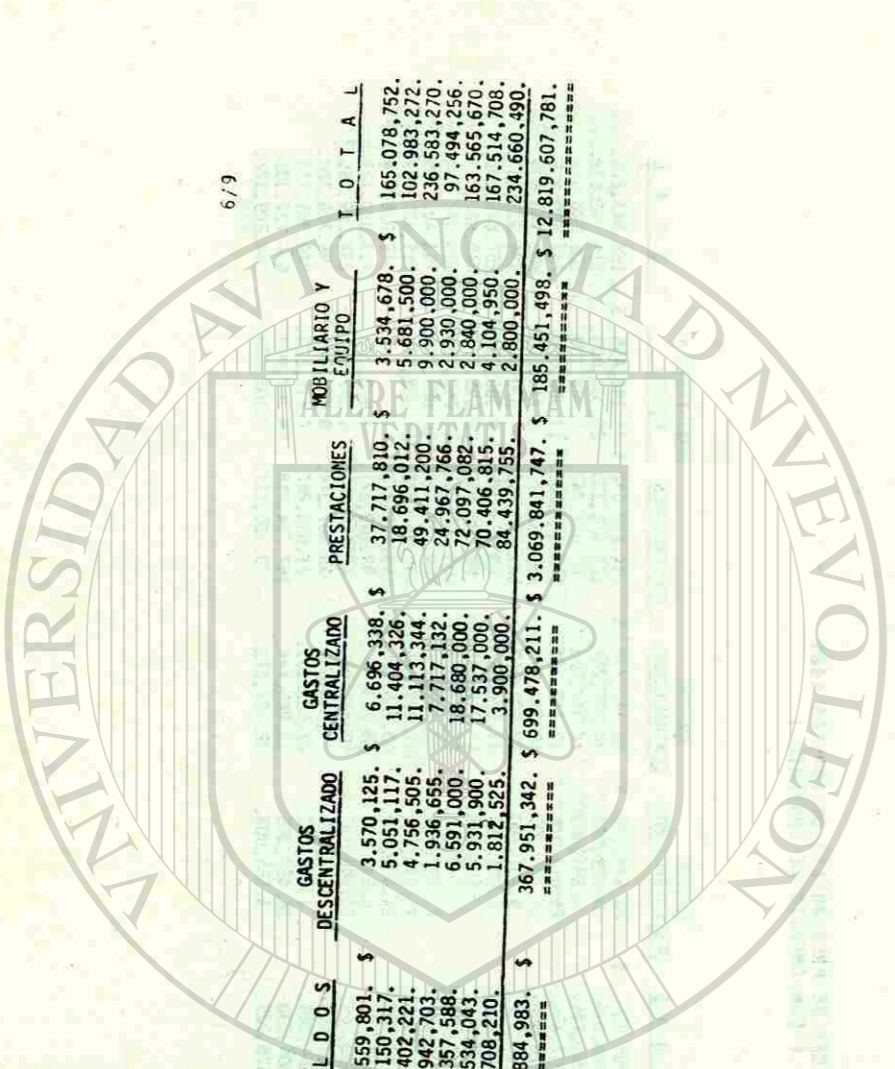 6/9
L D O S GASTOS DESCENTRALIZADO GASTOS CENTRALIZADO PRESTACIONES MOBILIARIO Y EQUIPO T O T A L
559,801. $ 3.570,125. $ 6.696,338. $ 37.717,810. $ 3.534,678. $ 165.078,752.
150,317. 5.051,117. 11.404,326. 18.696,012. 5.681,500. 102.983,272.
402,221. 4.756,505. 11.113,344. 49.411,200. 9.900,000. 236.583,270.
942,703. 1.936,655. 7.717,132. 24.967,766. 2.930,000. 97.494,256.
357,588. 6.591,000. 18.680,000. 72.097,082. 2.840,000. 163.565,670.
534,043. 5.931,900. 17.537,000. 70.406,815. 4.104,950. 167.514,708.
708,210. 1.812,525. 3.900,000. 84.439,755. 2.800,000. 234.660,490.
884,983. $ 367.951,342. $ 699.478,211. $ 3.069.841,747. $ 185.451,498. $ 12.819.607,781.
UNIVERSIDAD AVTONOMA DE NVEVO LEON
ALERE FLAMMAM
VERITATIS